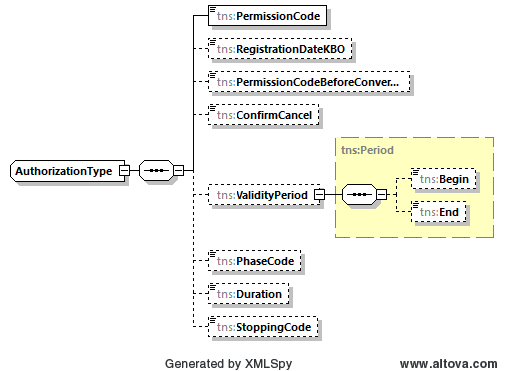 tns:PermissionCode
tns:RegistrationDateKBO
tns:PermissionCodeBeforeConver...
tns:ConfirmCancel
tns:Period
AuthorizationType
tns:ValidityPeriod
tns:Begin
tns:End
tns:PhaseCode
tns:Duration
tns:StoppingCode
Generated by XMLSpy
www.altova.com